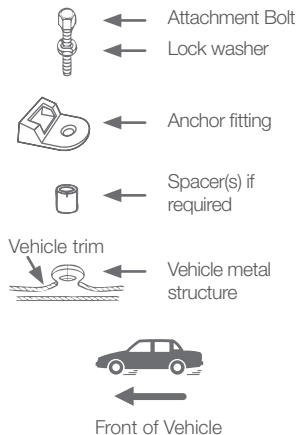 Attachment Bolt
Lock washer
Anchor fitting
Spacer(s) if
required
Vehicle trim
Vehicle metal
structure
Front of Vehicle